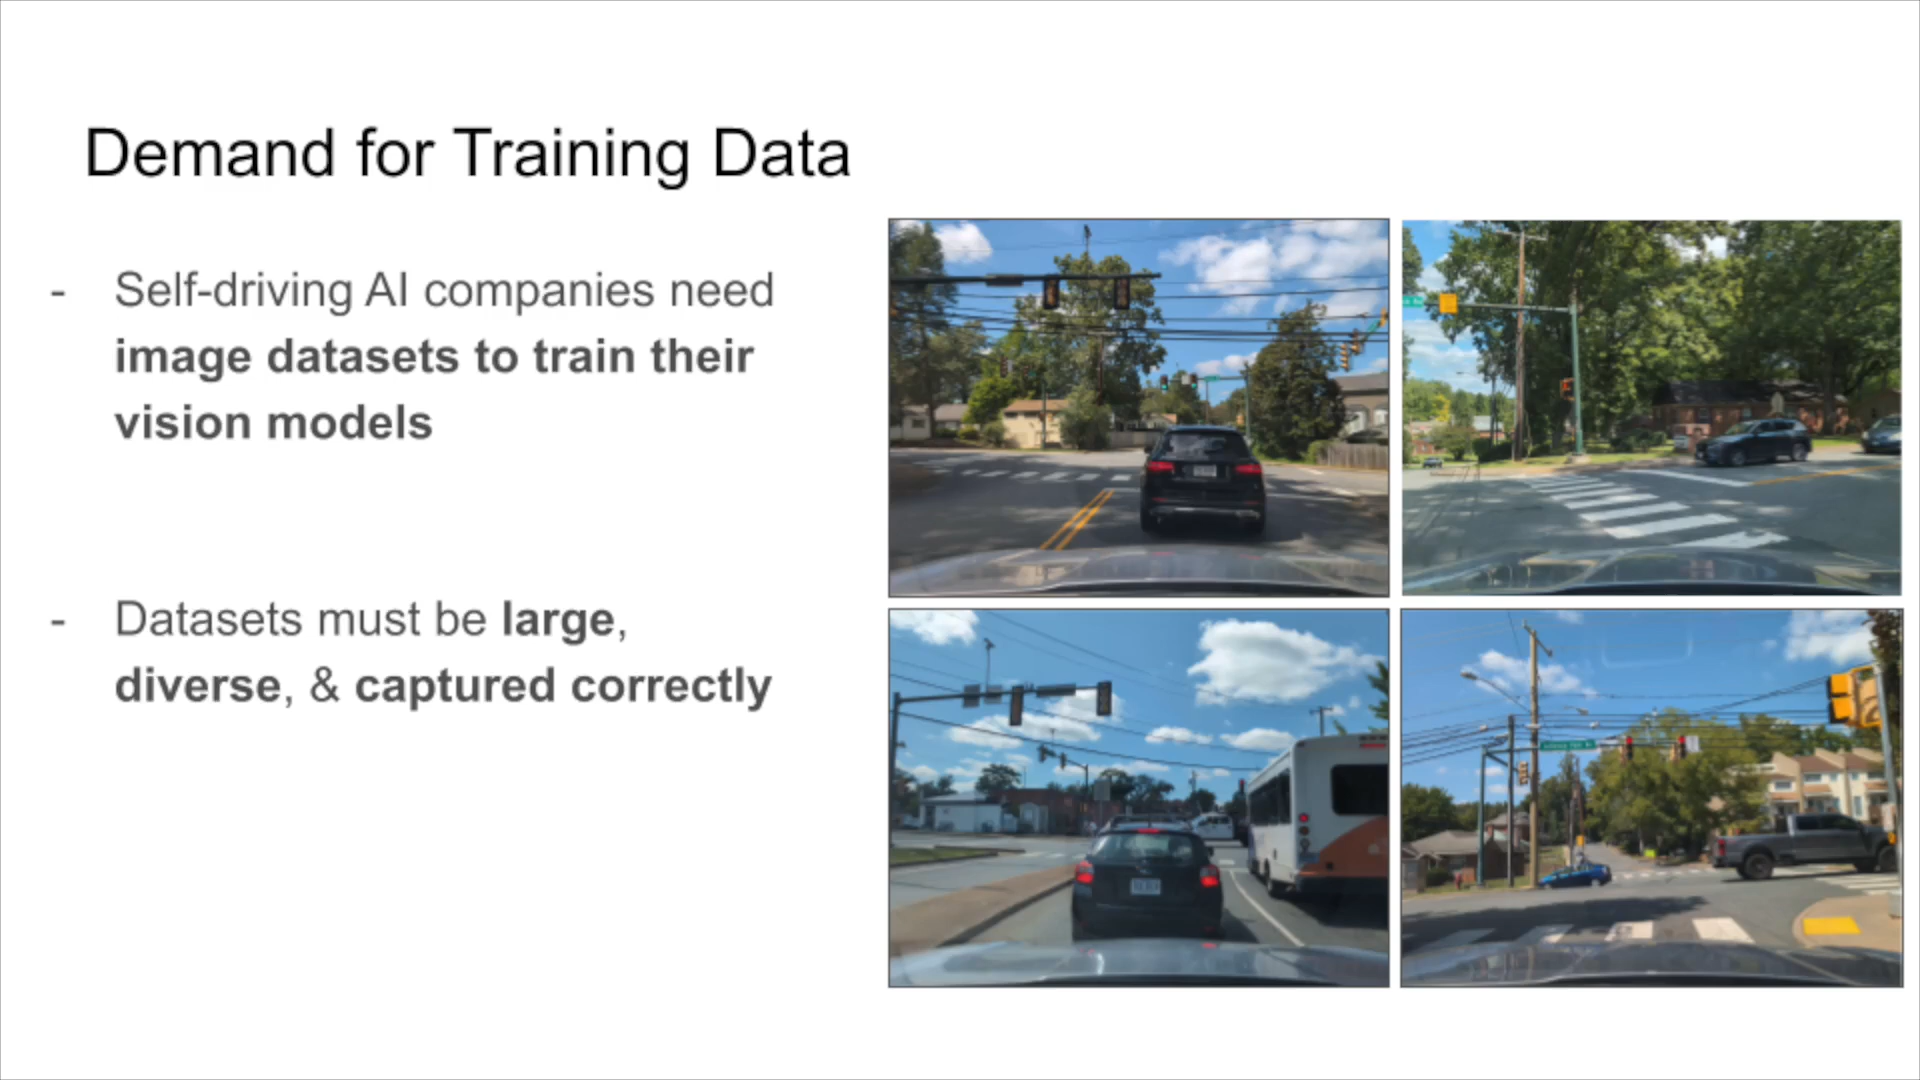 Demand for Training Data
- Self-driving AI companies need
image datasets to train their
vision models
- Datasets must be large,
diverse, & captured correctly